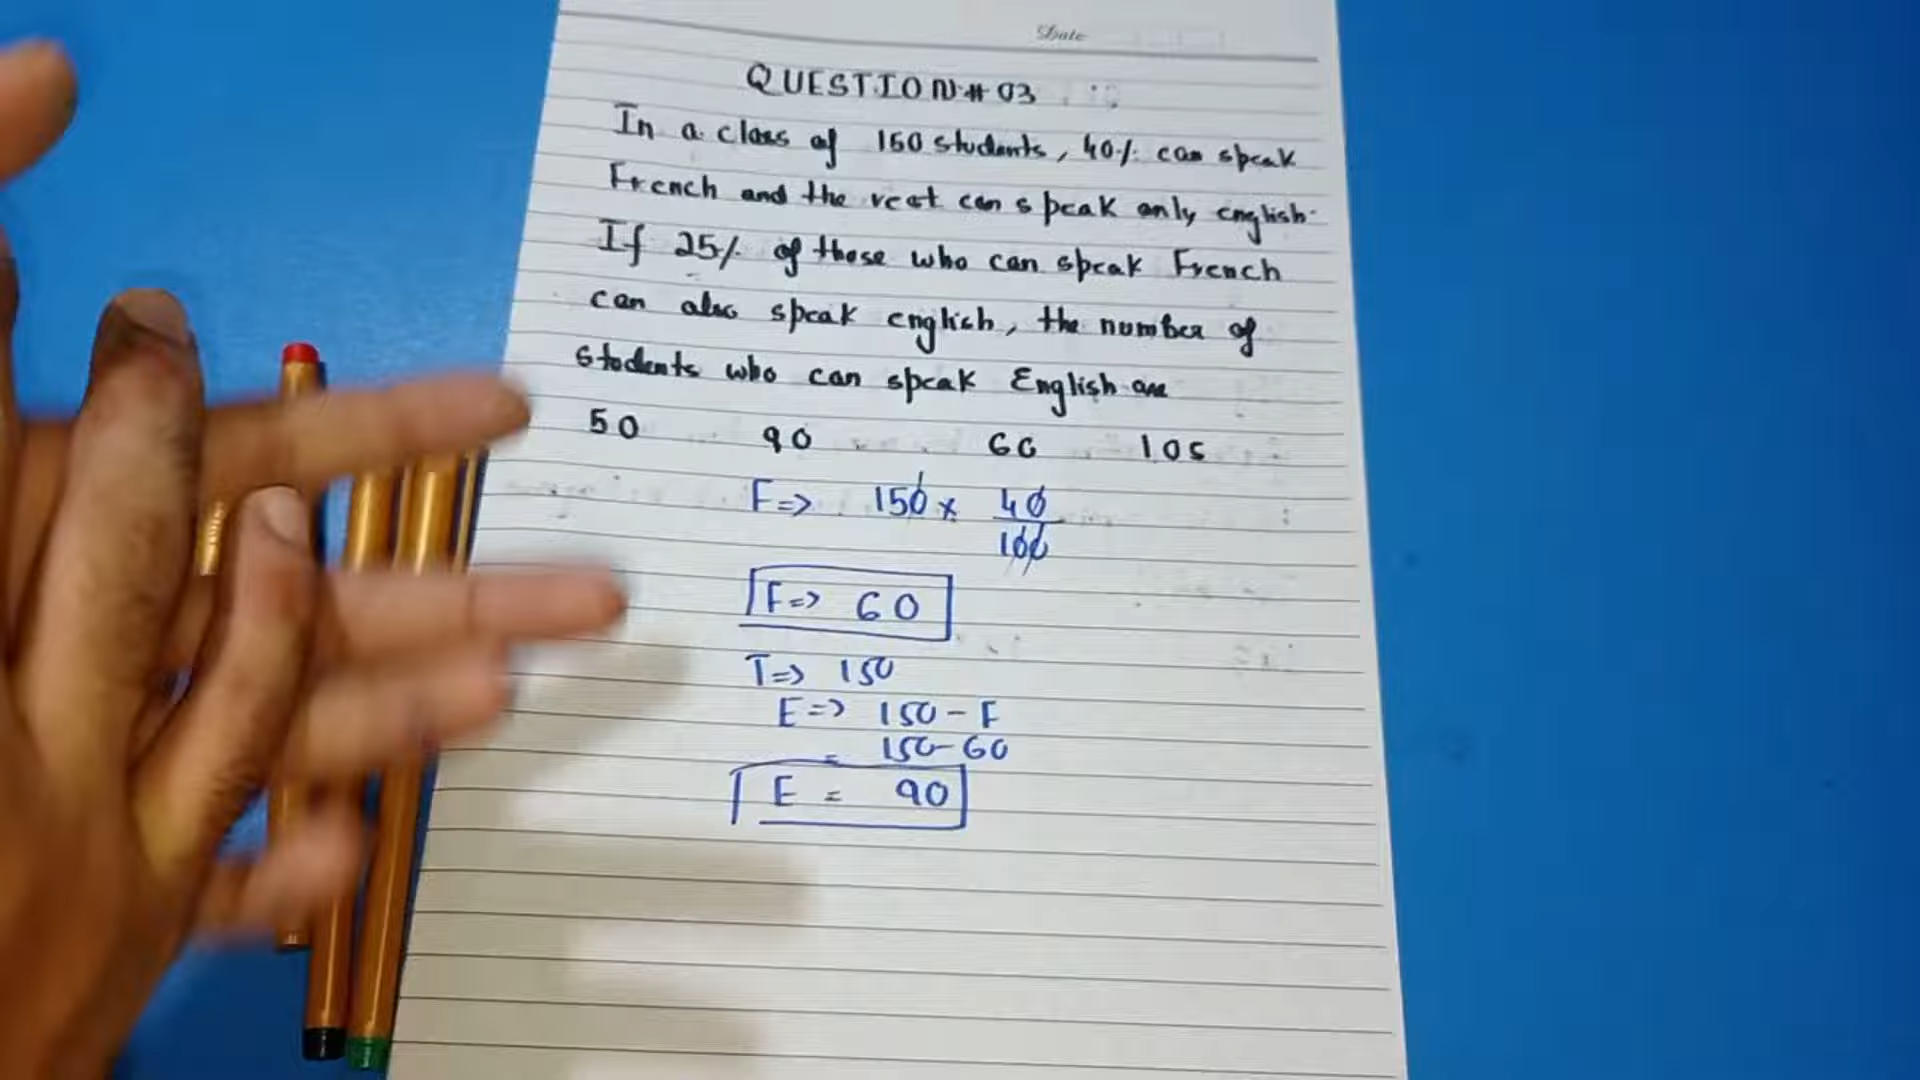 Date
QUESTION # 03
In a class of 150 students, 40% can speak
French and the rest can speak only english.
If 25% of those who can speak French
can also speak english, the number of
students who can speak English are
50 90 60 105
F => 150 x 40
100
F => 60
T => 150
E => 150 - F
= 150 - 60
E = 90